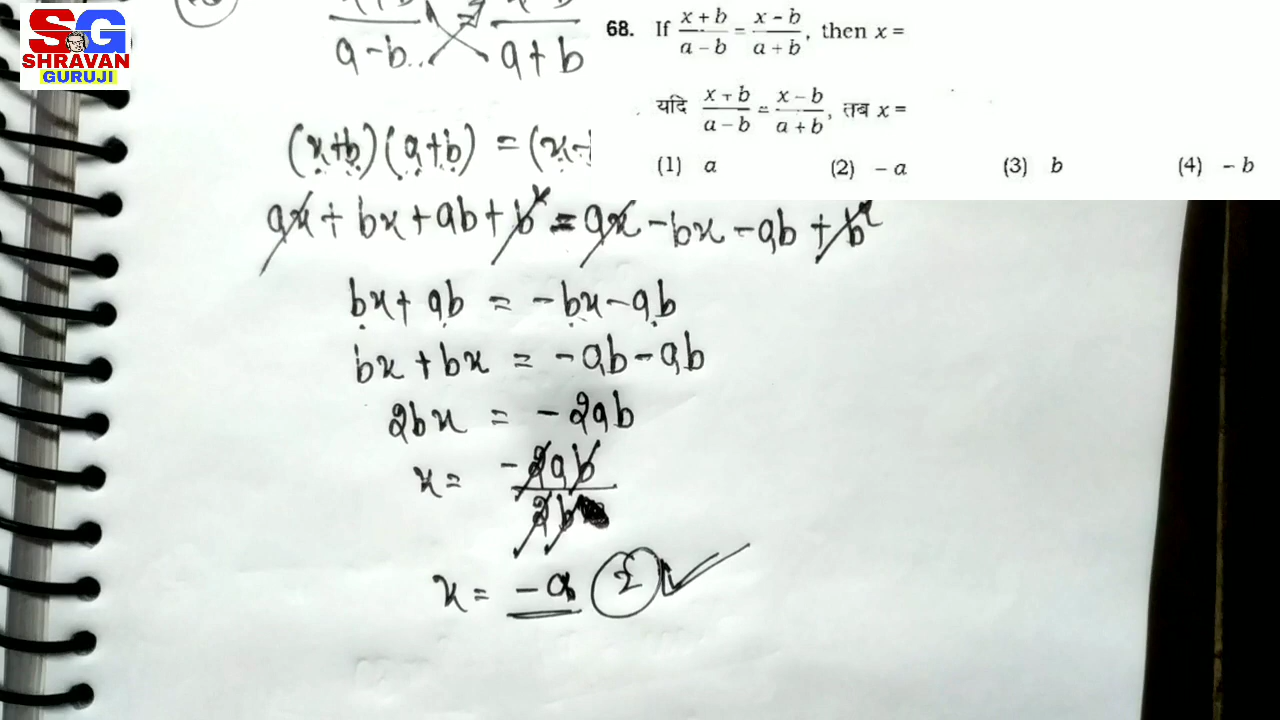 SG
SHRAVAN
GURUJI
a-b.. a+b
68. If (x + b)/(a − b) = (x − b)/(a + b), then x =
यदि (x + b)/(a − b) = (x − b)/(a + b), तब x =
(1) a (2) − a (3) b (4) − b
(x+b)(a+b) = (x-
ax + bx + ab + b² = ax - bx - ab + b²
bx + ab = - bx - ab
bx + bx = - ab - ab
2bx = - 2ab
x = -2ab/2b
x = -a 2 ✓